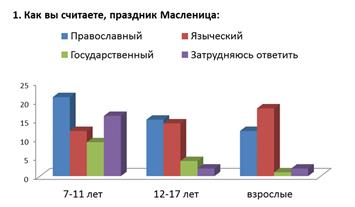 1. Как вы считаете, праздник Масленица:
Православный Языческий
Государственный Затрудняюсь ответить
25
20
15
10
5
0
7-11 лет 12-17 лет взрослые